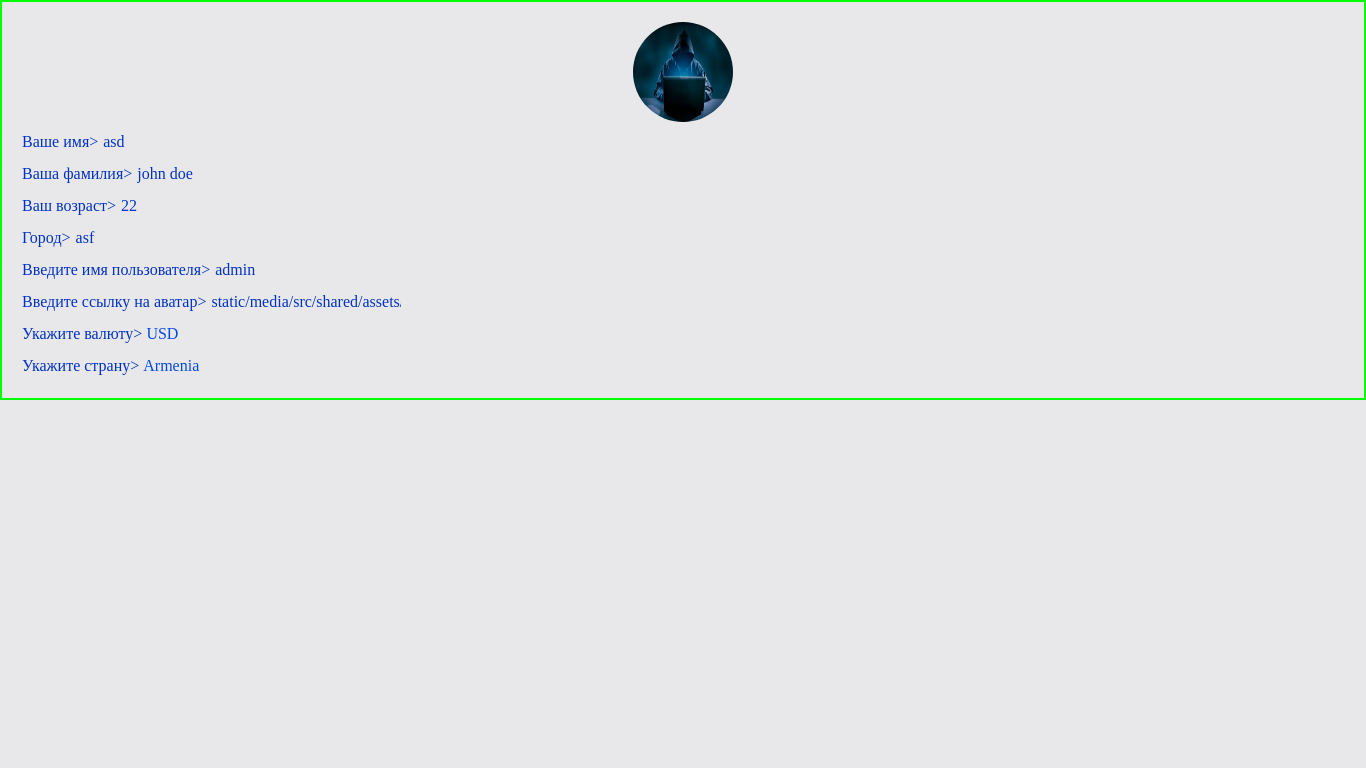 Ваше имя> asd
Ваша фамилия> john doe
Ваш возраст> 22
Город> asf
Введите имя пользователя> admin
Введите ссылку на аватар> static/media/src/shared/assets.
Укажите валюту> USD
Укажите страну> Armenia